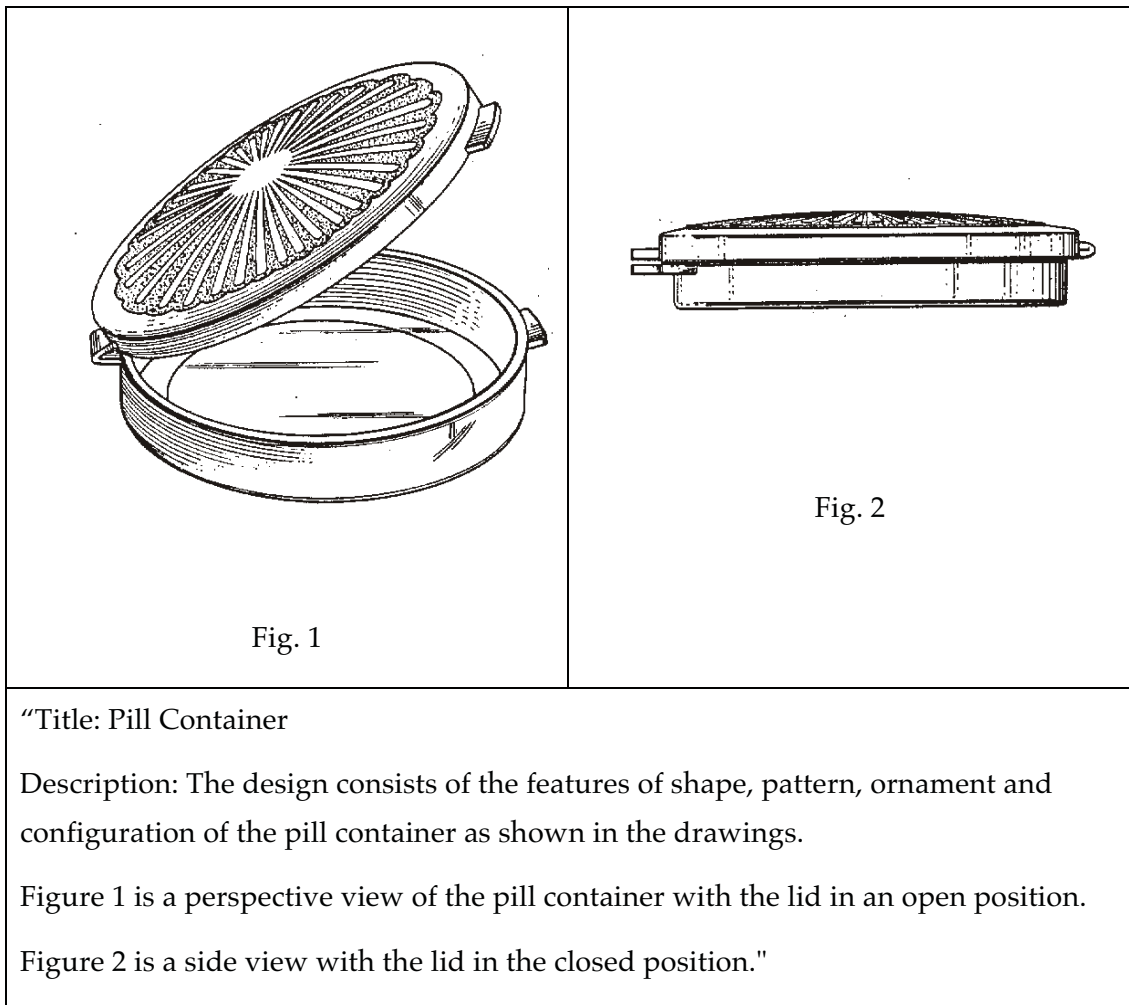 Fig. 1
Fig. 2
“Title: Pill Container
Description: The design consists of the features of shape, pattern, ornament and
configuration of the pill container as shown in the drawings.
Figure 1 is a perspective view of the pill container with the lid in an open position.
Figure 2 is a side view with the lid in the closed position."